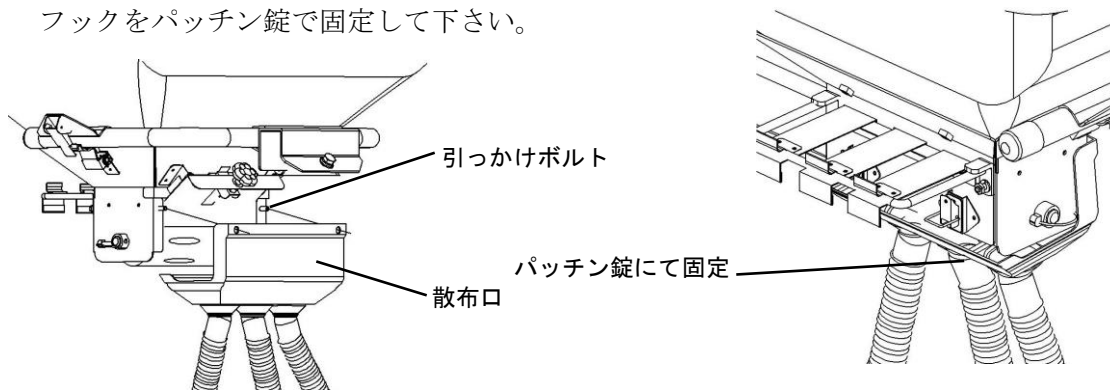 フックをパッチン錠で固定して下さい。
引っかけボルト
パッチン錠にて固定
散布口